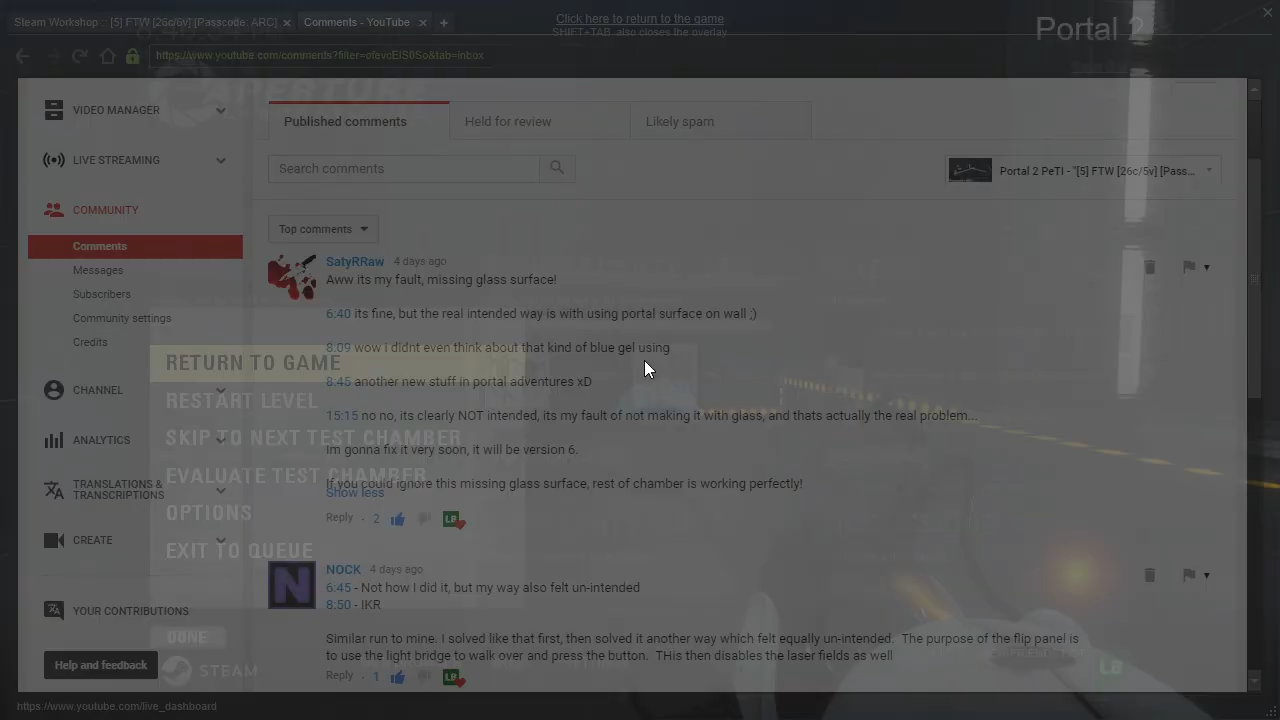 Steam Workshop :: [5] FTW [26c/6v] [Passcode: ARC]
Comments - YouTube
Click here to return to the game
SHIFT+TAB also closes the overlay
Portal 2
https://www.youtube.com/comments?filter=ofevcEIS0So&tab=inbox
APERTURE
VIDEO MANAGER
LIVE STREAMING
COMMUNITY
Comments
Messages
Subscribers
Community settings
Credits
CHANNEL
ANALYTICS
TRANSLATIONS &
TRANSCRIPTIONS
CREATE
YOUR CONTRIBUTIONS
Help and feedback
Published comments
Held for review
Likely spam
Search comments
Portal 2 PeTI - "[5] FTW [26c/5v] [Pass...
Top comments
SatyRRaw 4 days ago
Aww its my fault, missing glass surface!
6:40 its fine, but the real intended way is with using portal surface on wall ;)
8:09 wow i didnt even think about that kind of blue gel using
8:45 another new stuff in portal adventures xD
15:15 no no, its clearly NOT intended, its my fault of not making it with glass, and thats actually the real problem...
Im gonna fix it very soon, it will be version 6.
If you could ignore this missing glass surface, rest of chamber is working perfectly!
Show less
Reply - 2
LB
NOCK 4 days ago
N
6:45 - Not how I did it, but my way also felt un-intended
8:50 - IKR
Similar run to mine. I solved like that first, then solved it another way which felt equally un-intended. The purpose of the flip panel is
to use the light bridge to walk over and press the button. THis then disables the laser fields as well
Reply - 1
LB
RETURN TO GAME
RESTART LEVEL
SKIP TO NEXT TEST CHAMBER
EVALUATE TEST CHAMBER
OPTIONS
EXIT TO QUEUE
DONE
STEAM
LB
https://www.youtube.com/live_dashboard